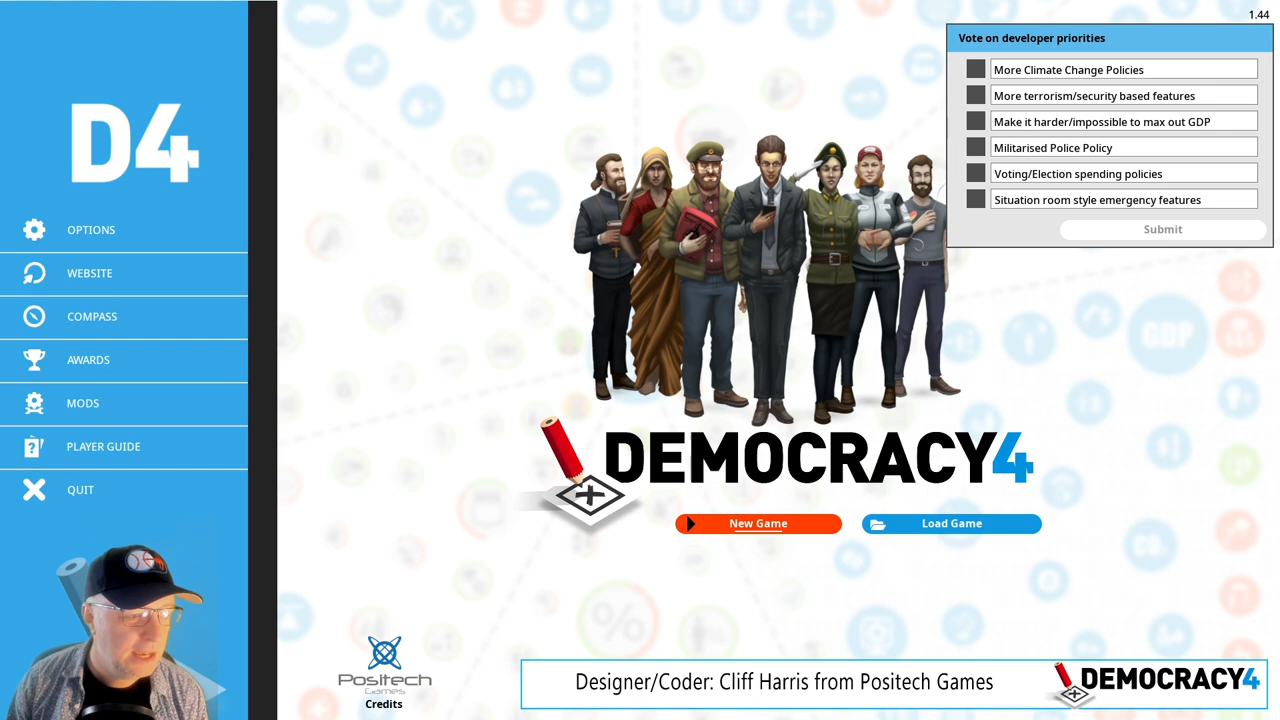 1.44
D4
OPTIONS
WEBSITE
COMPASS
AWARDS
MODS
PLAYER GUIDE
QUIT
Vote on developer priorities
More Climate Change Policies
More terrorism/security based features
Make it harder/impossible to max out GDP
Militarised Police Policy
Voting/Election spending policies
Situation room style emergency features
Submit
GDP
CO₂
DEMOCRACY4
New Game
Load Game
%
Positech
Games
Credits
Designer/Coder: Cliff Harris from Positech Games
DEMOCRACY4